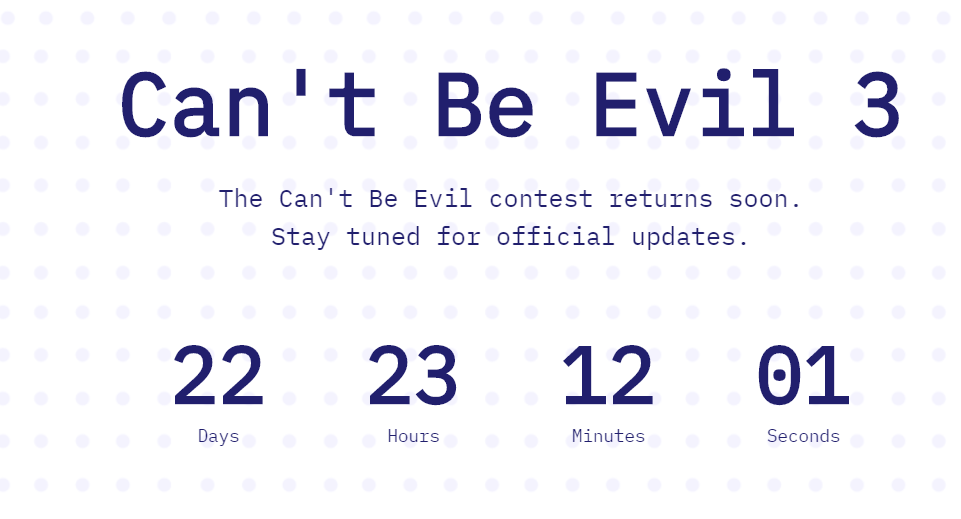 Can't Be Evil 3
The Can't Be Evil contest returns soon.
Stay tuned for official updates.
22 23 12 01
Days Hours Minutes Seconds